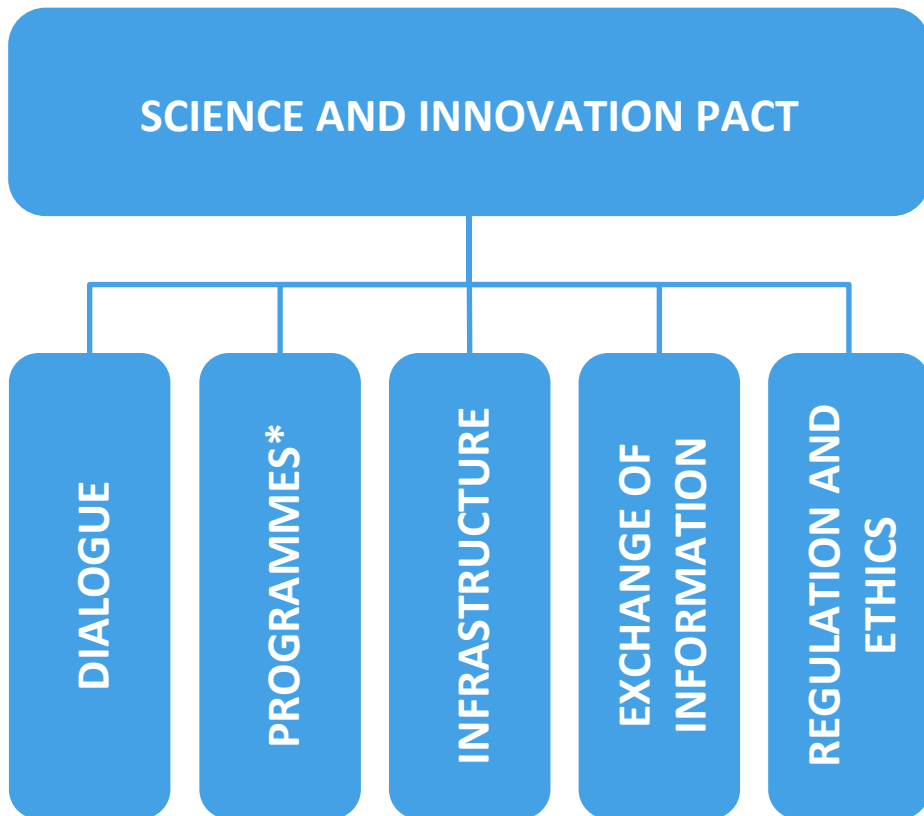 SCIENCE AND INNOVATION PACT
DIALOGUE
PROGRAMMES*
INFRASTRUCTURE
EXCHANGE OF
INFORMATION
REGULATION AND
ETHICS